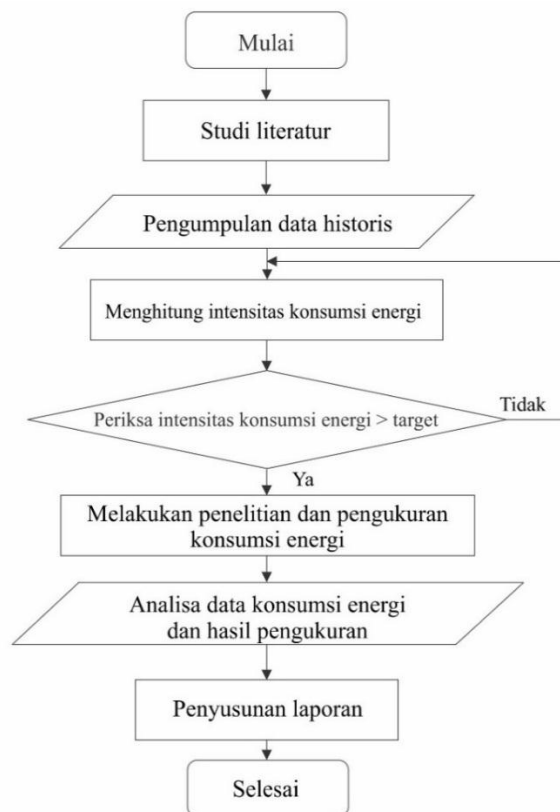 Mulai
Studi literatur
Pengumpulan data historis
Menghitung intensitas konsumsi energi
Periksa intensitas konsumsi energi > target
Tidak
Ya
Melakukan penelitian dan pengukuran
konsumsi energi
Analisa data konsumsi energi
dan hasil pengukuran
Penyusunan laporan
Selesai